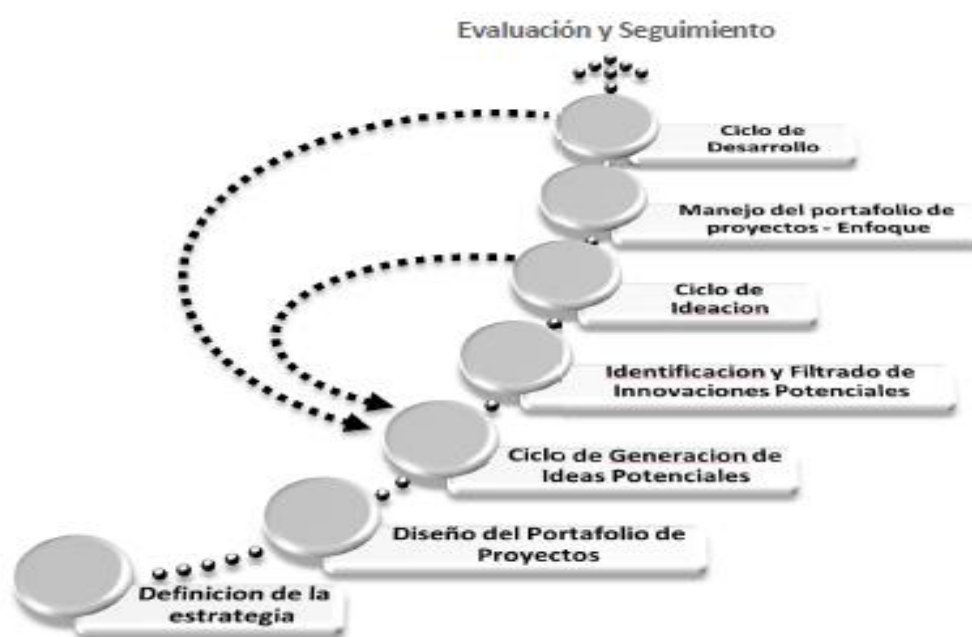 Evaluación y Seguimiento
Ciclo de
Desarrollo
Manejo del portafolio de
proyectos - Enfoque
Ciclo de
Ideacion
Identificacion y Filtrado de
Innovaciones Potenciales
Ciclo de Generacion de
Ideas Potenciales
Diseño del Portafolio de
Proyectos
Definicion de la
estrategia